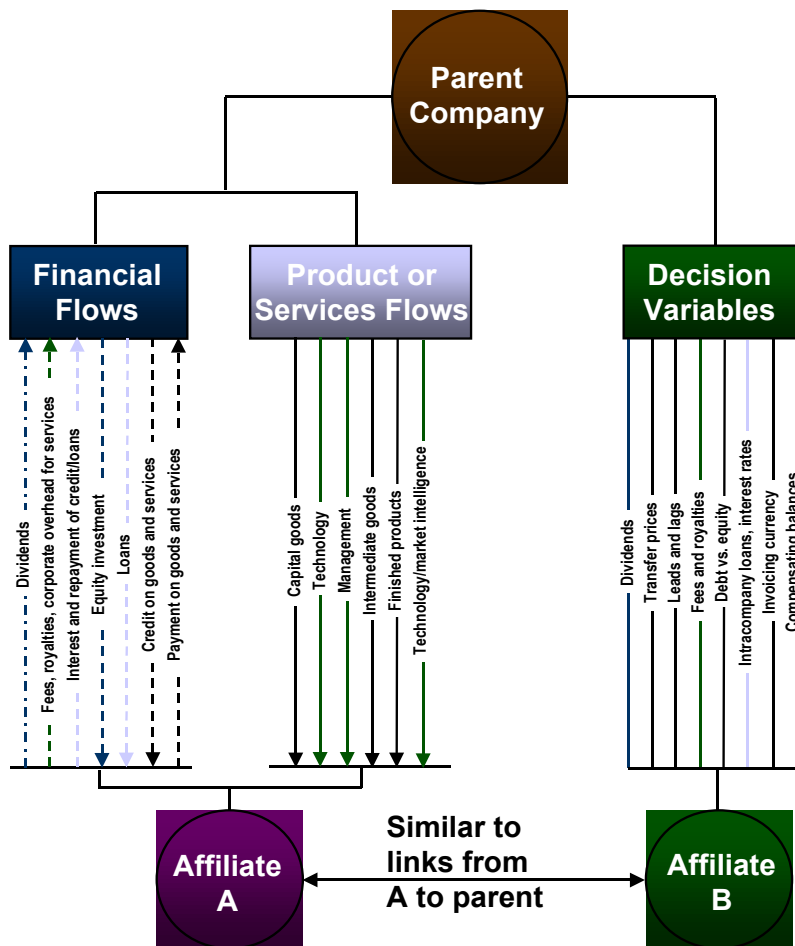 Parent
Company
Financial
Flows
Product or
Services Flows
Decision
Variables
Dividends
Fees, royalties, corporate overhead for services
Interest and repayment of credit/loans
Equity investment
Loans
Credit on goods and services
Payment on goods and services
Capital goods
Technology
Management
Intermediate goods
Finished products
Technology/market intelligence
Dividends
Transfer prices
Leads and lags
Fees and royalties
Debt vs. equity
Intracompany loans, interest rates
Invoicing currency
Compensating balances
Affiliate
A
Similar to
links from
A to parent
Affiliate
B